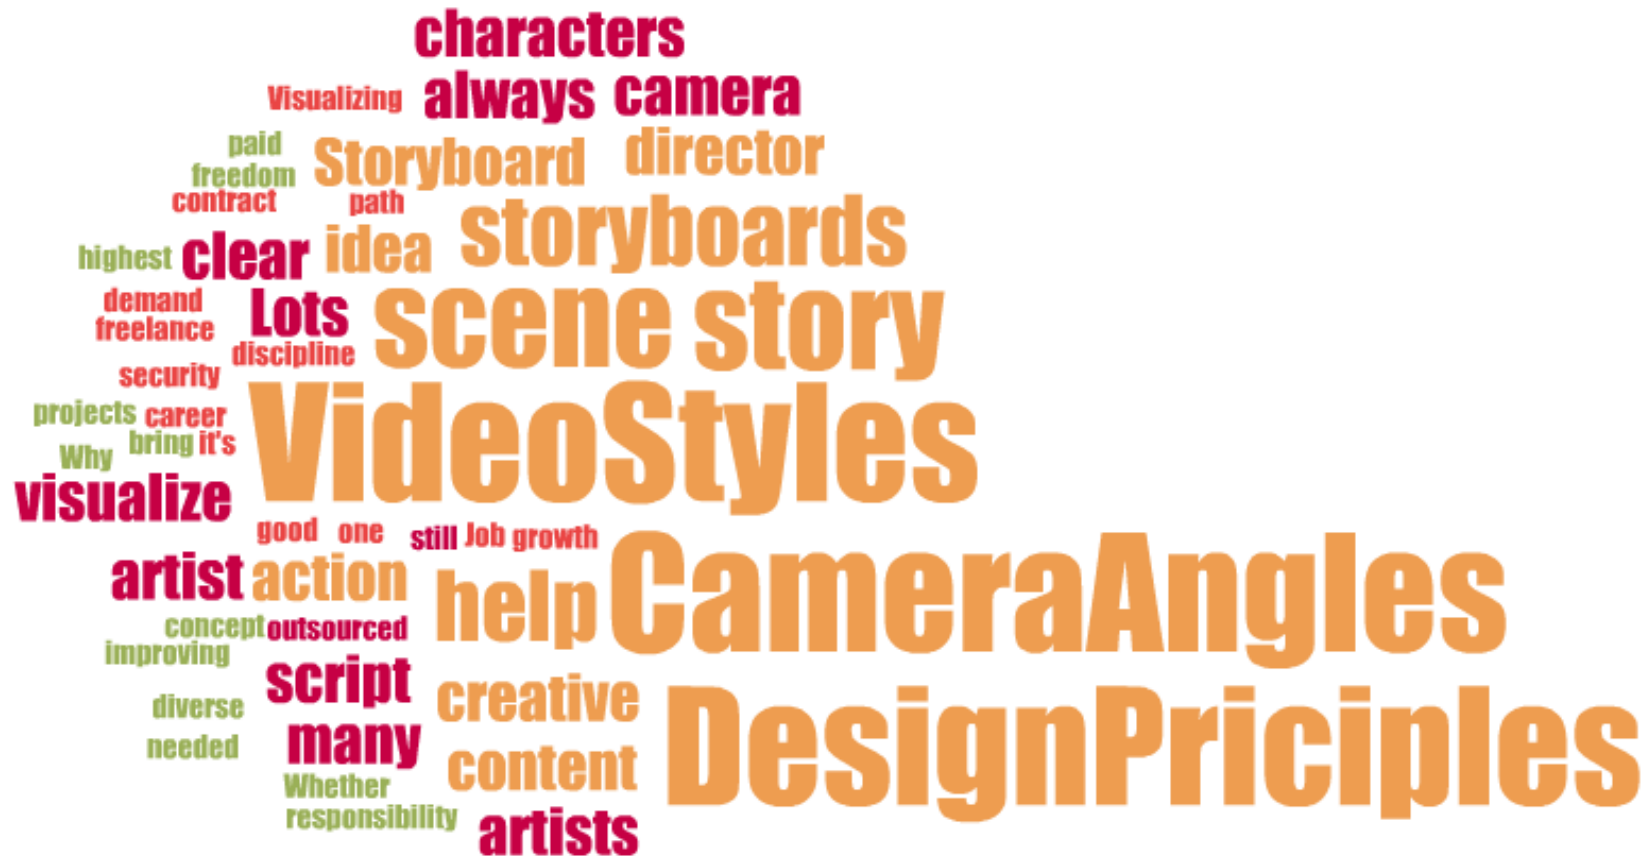 characters
Visualizing always camera
paid Storyboard director
freedom
contract path
highest clear idea storyboards
demand Lots scene story
freelance
discipline
security
projects career VideoStyles
Why bring it's
visualize
good one still Job growth
artist action help CameraAngles
concept outsourced
improving
script creative
diverse DesignPriciples
needed many content
Whether
responsibility artists